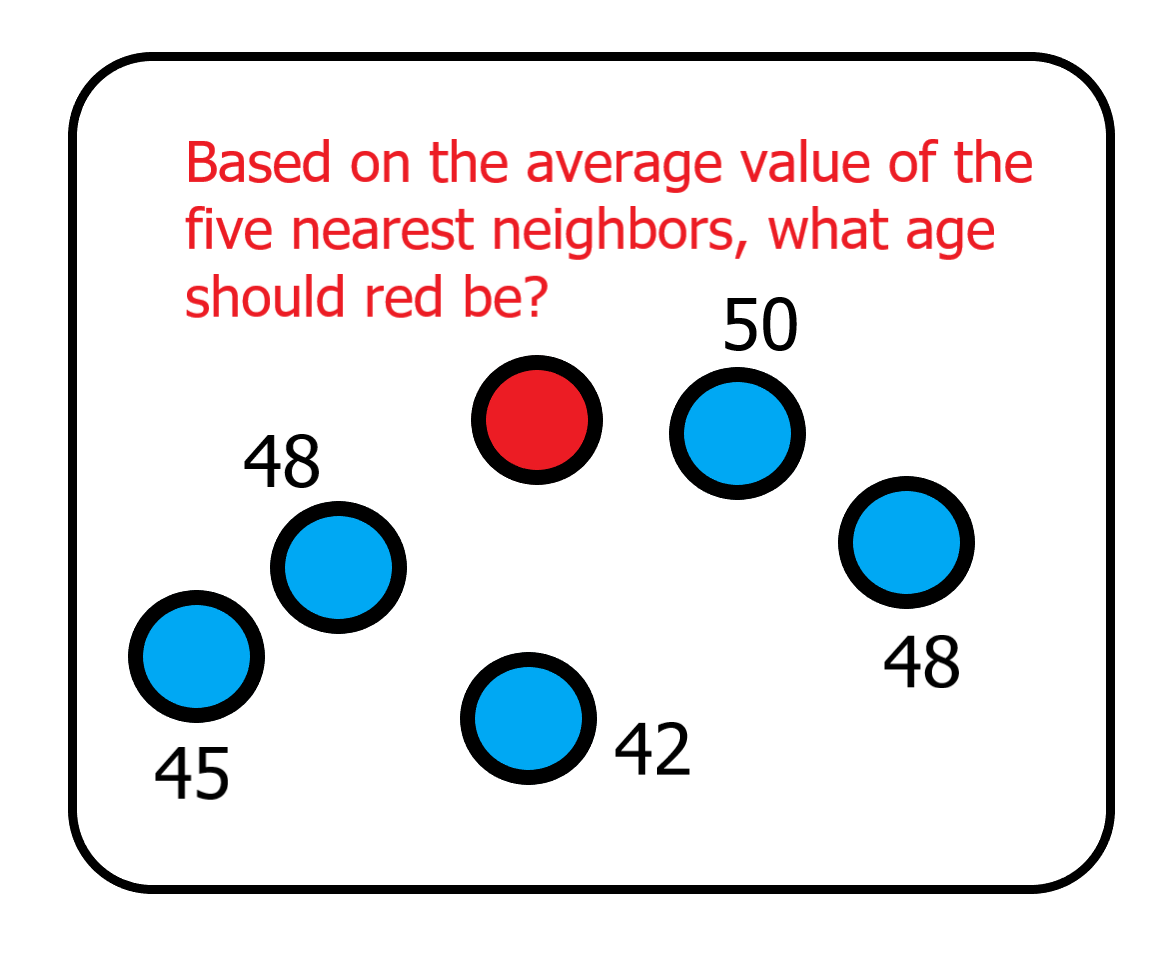 Based on the average value of the
five nearest neighbors, what age
should red be?
50
48
48
42
45